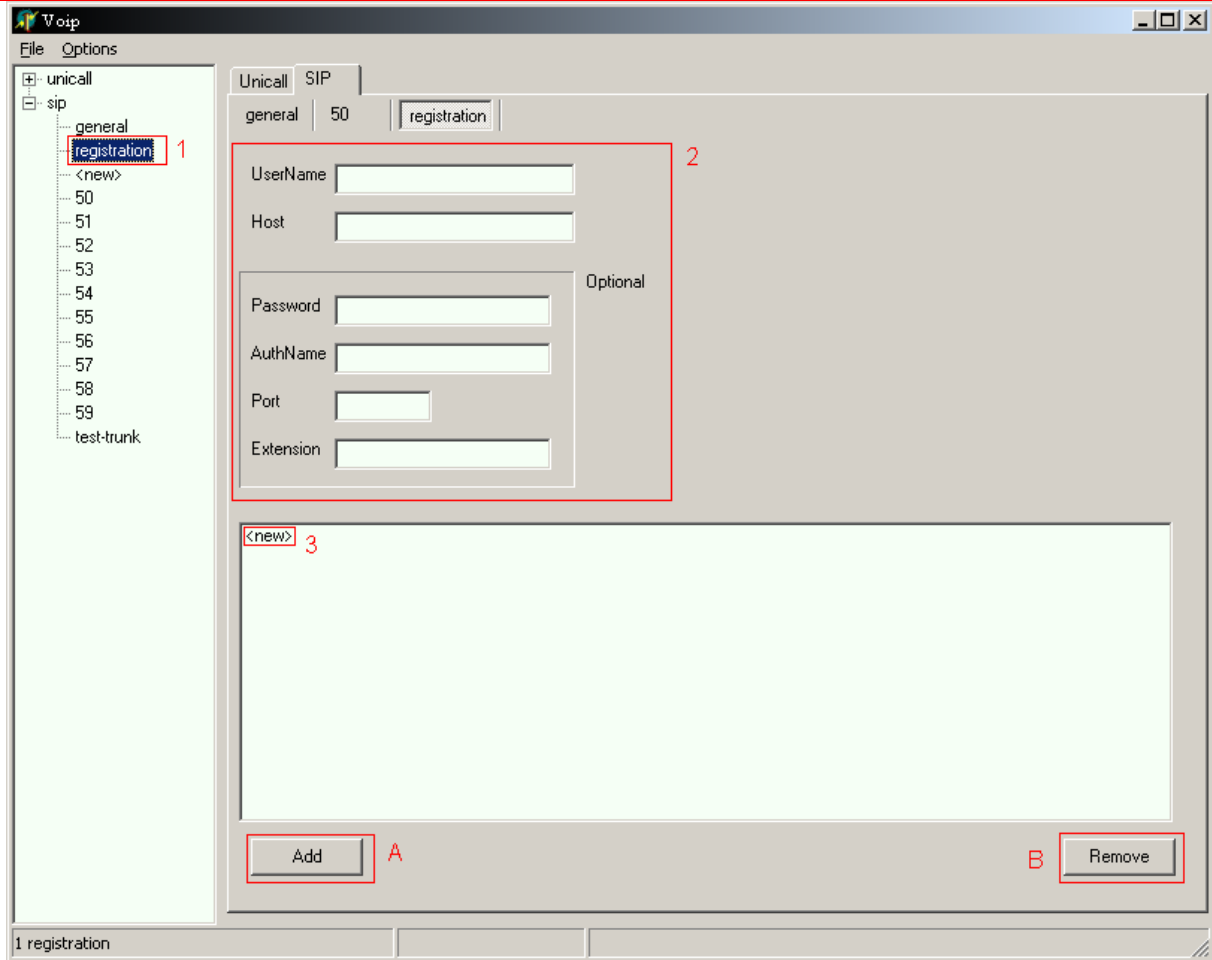 Voip
File Options
unicall
sip
general
registration 1
<new>
50
51
52
53
54
55
56
57
58
59
test-trunk
Unicall SIP
general 50 registration
2
UserName
Host
Optional
Password
AuthName
Port
Extension
<new> 3
Add A
B Remove
1 registration